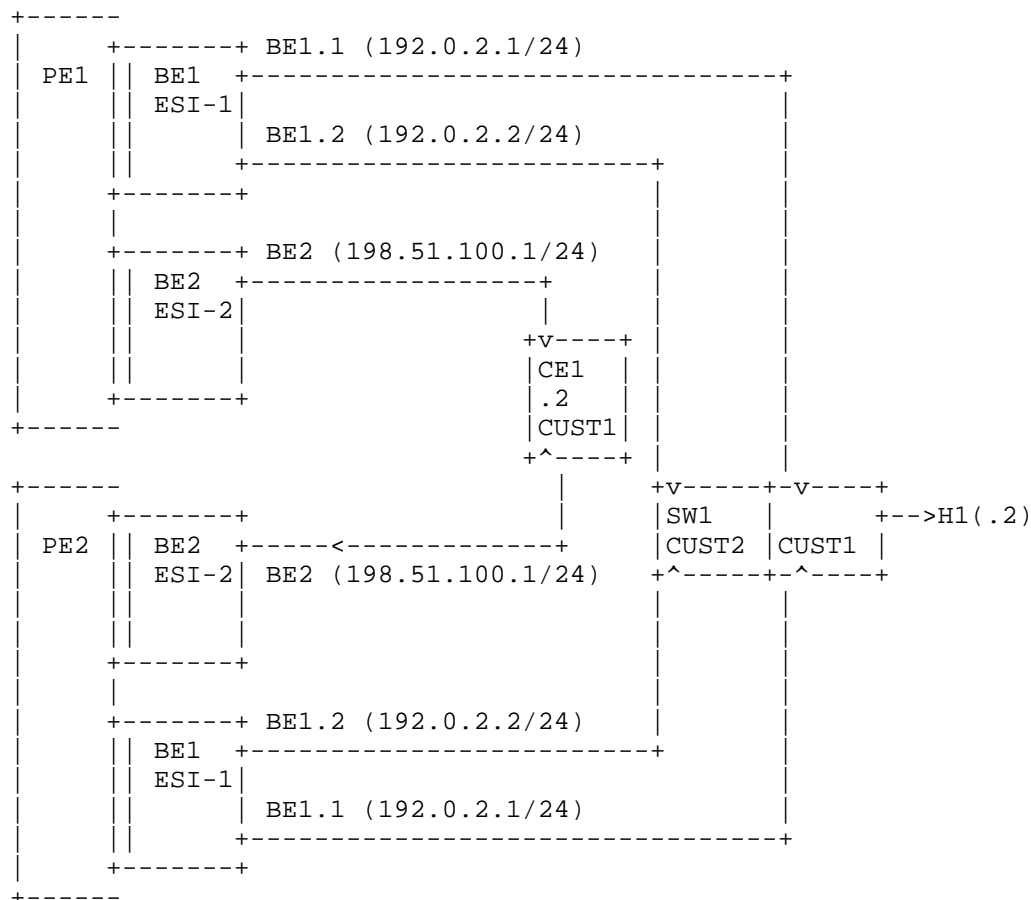 BE1.1 (192.0.2.1/24)
PE1 BE1
ESI-1
BE1.2 (192.0.2.2/24)
BE2 (198.51.100.1/24)
BE2
ESI-2
CE1
.2
CUST1
SW1 -->H1(.2)
PE2 BE2 CUST2 CUST1
ESI-2 BE2 (198.51.100.1/24)
BE1.2 (192.0.2.2/24)
BE1
ESI-1
BE1.1 (192.0.2.1/24)